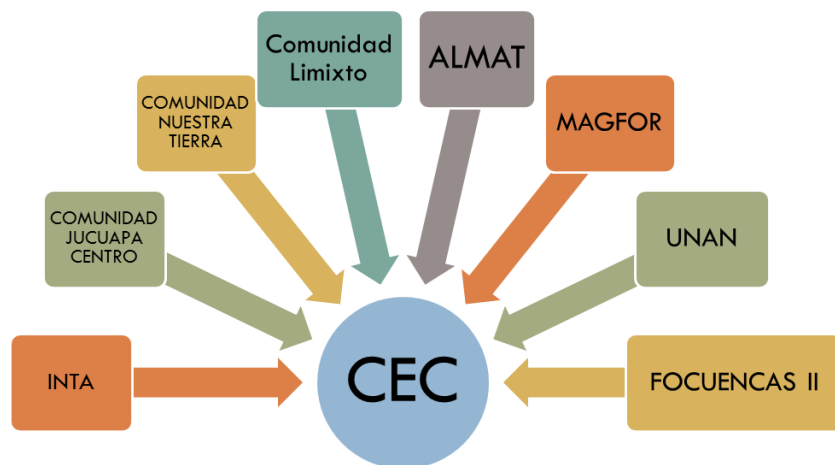 Comunidad
Limixto
ALMAT
COMUNIDAD
NUESTRA
TIERRA
MAGFOR
COMUNIDAD
JUCUAPA
CENTRO
UNAN
INTA
CEC
FOCUENCAS II